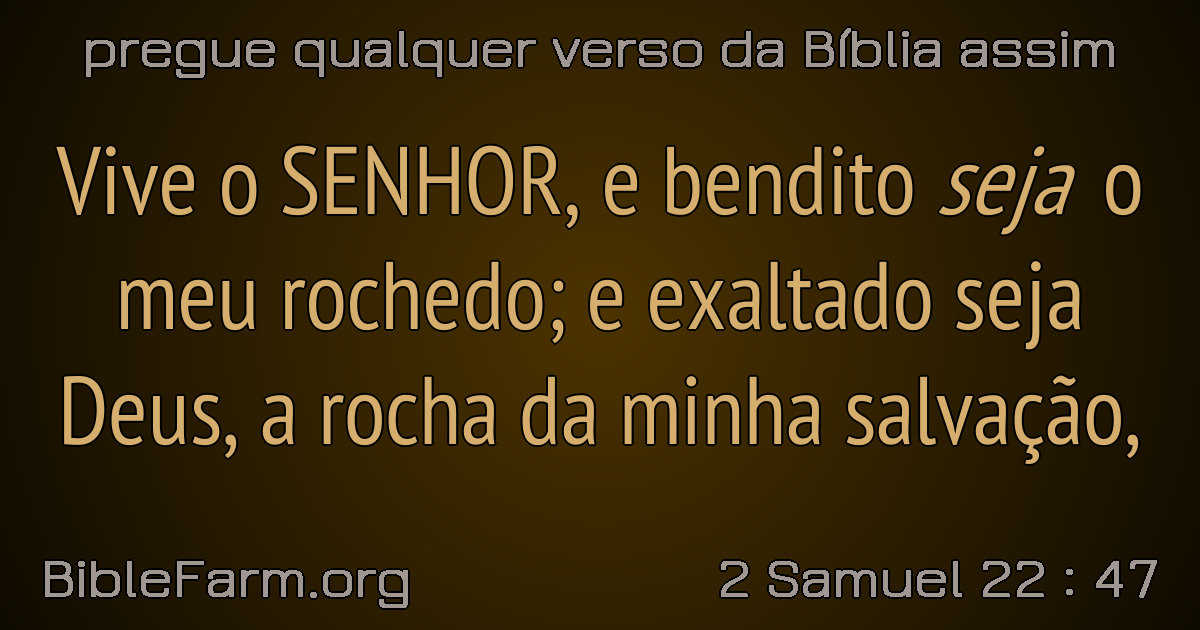 pregue qualquer verso da Bíblia assim
Vive o SENHOR, e bendito seja o
meu rochedo; e exaltado seja
Deus, a rocha da minha salvação,
BibleFarm.org
2 Samuel 22 : 47